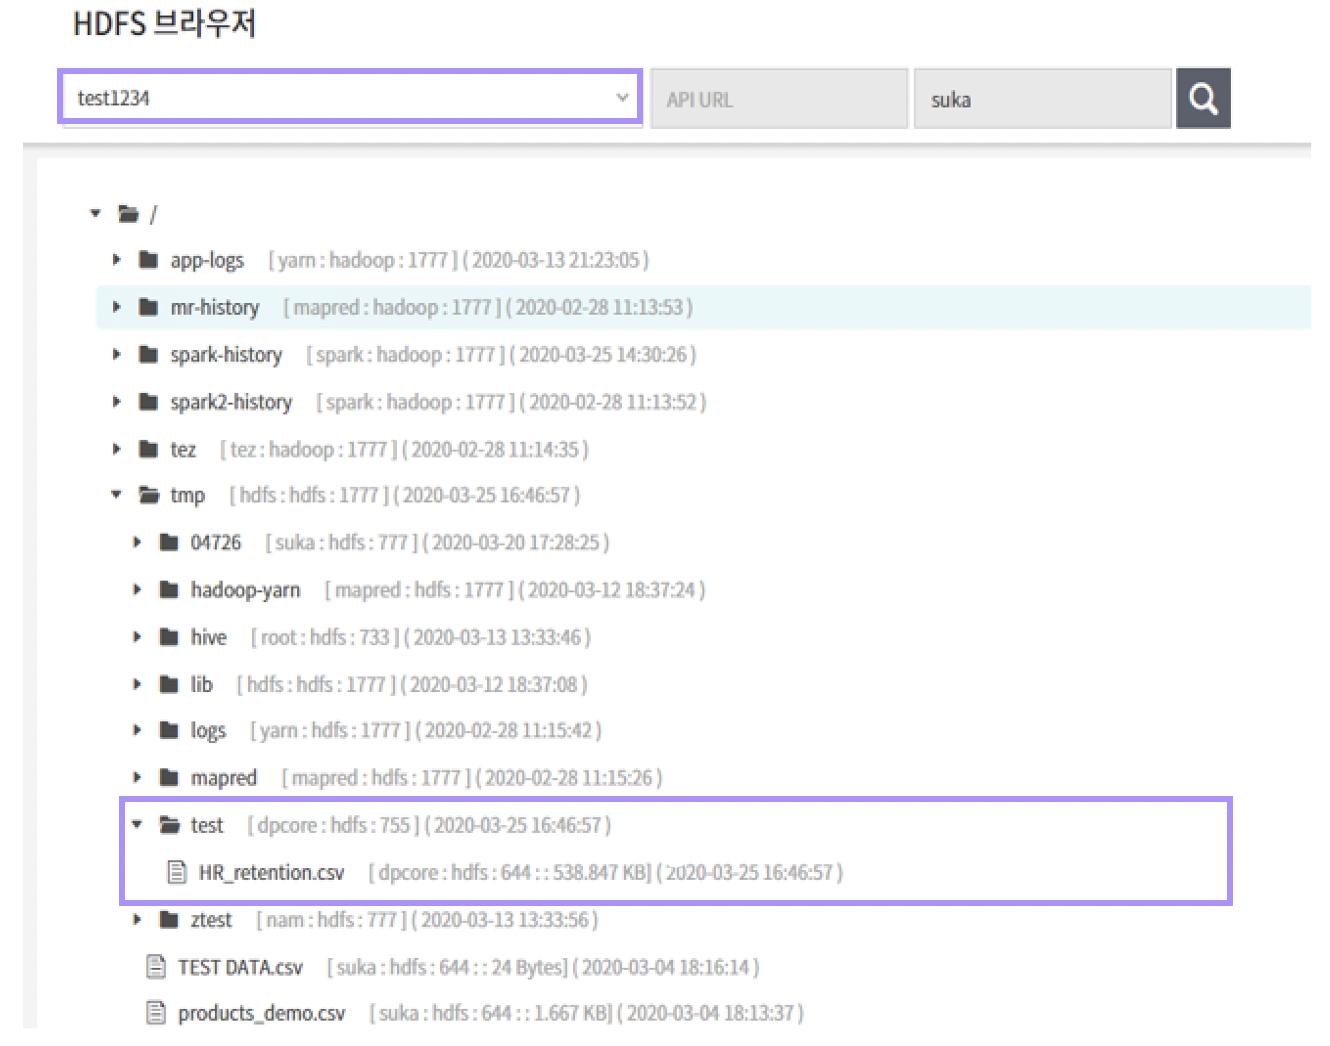 HDFS 브라우저
test1234 API URL suka
/
app-logs [ yarn : hadoop : 1777 ] ( 2020-03-13 21:23:05 )
mr-history [ mapred : hadoop : 1777 ] ( 2020-02-28 11:13:53 )
spark-history [ spark : hadoop : 1777 ] ( 2020-03-25 14:30:26 )
spark2-history [ spark : hadoop : 1777 ] ( 2020-02-28 11:13:52 )
tez [ tez : hadoop : 1777 ] ( 2020-02-28 11:14:35 )
tmp [ hdfs : hdfs : 1777 ] ( 2020-03-25 16:46:57 )
04726 [ suka : hdfs : 777 ] ( 2020-03-20 17:28:25 )
hadoop-yarn [ mapred : hdfs : 1777 ] ( 2020-03-12 18:37:24 )
hive [ root : hdfs : 733 ] ( 2020-03-13 13:33:46 )
lib [ hdfs : hdfs : 1777 ] ( 2020-03-12 18:37:08 )
logs [ yarn : hdfs : 1777 ] ( 2020-02-28 11:15:42 )
mapred [ mapred : hdfs : 1777 ] ( 2020-02-28 11:15:26 )
test [ dpcore : hdfs : 755 ] ( 2020-03-25 16:46:57 )
HR_retention.csv [ dpcore : hdfs : 644 : : 538.847 KB] ( 2020-03-25 16:46:57 )
ztest [ nam : hdfs : 777 ] ( 2020-03-13 13:33:56 )
TEST DATA.csv [ suka : hdfs : 644 : : 24 Bytes] ( 2020-03-04 18:16:14 )
products_demo.csv [ suka : hdfs : 644 : : 1.667 KB] ( 2020-03-04 18:13:37 )